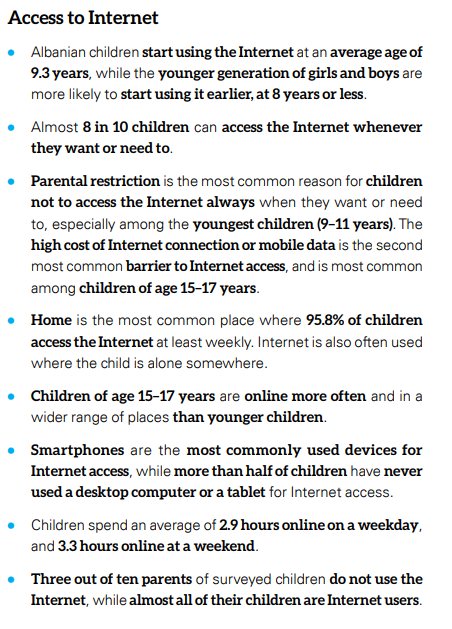 Access to Internet
• Albanian children start using the Internet at an average age of
9.3 years, while the younger generation of girls and boys are
more likely to start using it earlier, at 8 years or less.
• Almost 8 in 10 children can access the Internet whenever
they want or need to.
• Parental restriction is the most common reason for children
not to access the Internet always when they want or need
to, especially among the youngest children (9–11 years). The
high cost of Internet connection or mobile data is the second
most common barrier to Internet access, and is most common
among children of age 15–17 years.
• Home is the most common place where 95.8% of children
access the Internet at least weekly. Internet is also often used
where the child is alone somewhere.
• Children of age 15–17 years are online more often and in a
wider range of places than younger children.
• Smartphones are the most commonly used devices for
Internet access, while more than half of children have never
used a desktop computer or a tablet for Internet access.
• Children spend an average of 2.9 hours online on a weekday,
and 3.3 hours online at a weekend.
• Three out of ten parents of surveyed children do not use the
Internet, while almost all of their children are Internet users.